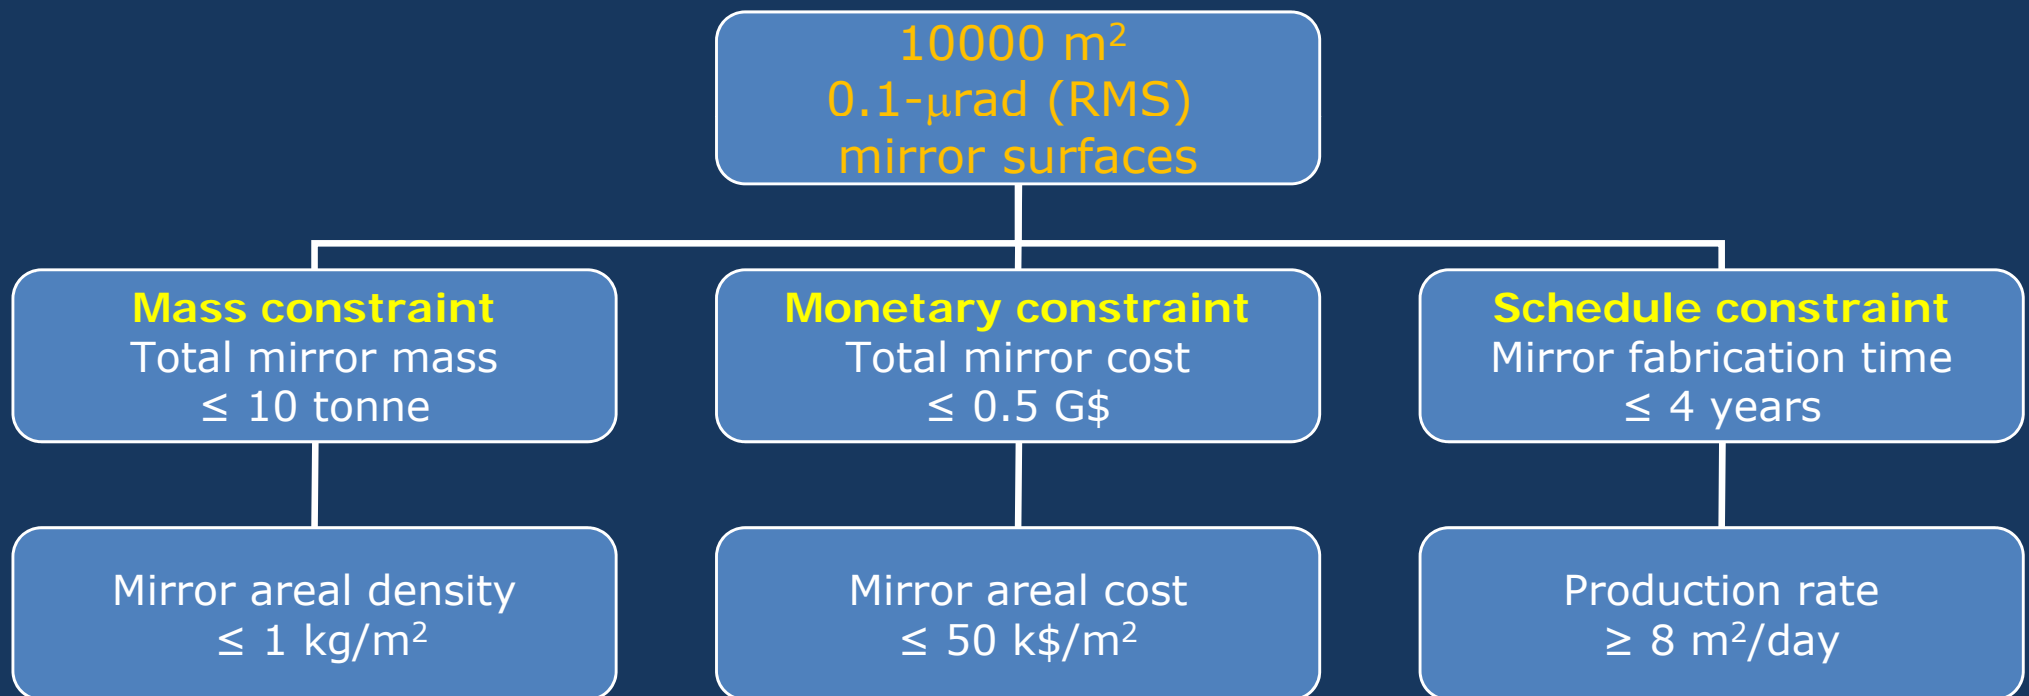 10000 m²
0.1-μrad (RMS)
mirror surfaces
Mass constraint
Total mirror mass
≤ 10 tonne
Monetary constraint
Total mirror cost
≤ 0.5 G$
Schedule constraint
Mirror fabrication time
≤ 4 years
Mirror areal density
≤ 1 kg/m²
Mirror areal cost
≤ 50 k$/m²
Production rate
≥ 8 m²/day